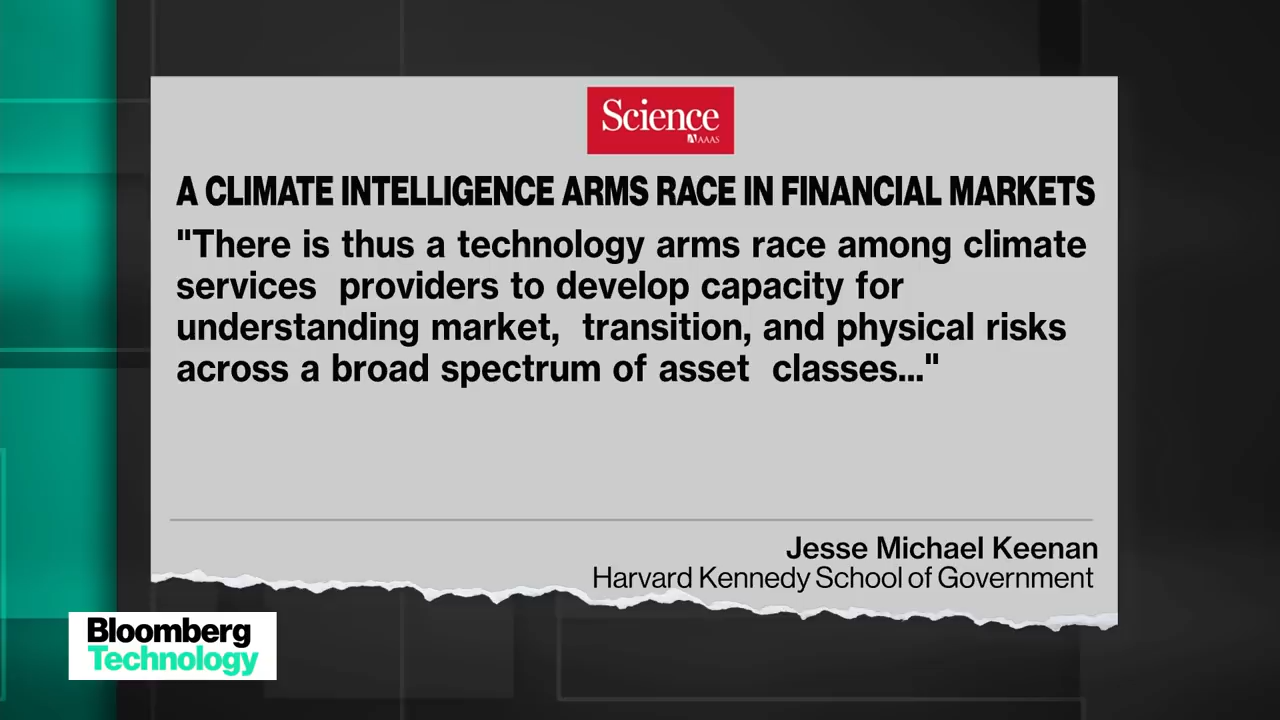 Science
AAAS
A CLIMATE INTELLIGENCE ARMS RACE IN FINANCIAL MARKETS
"There is thus a technology arms race among climate
services  providers to develop capacity for
understanding market,  transition, and physical risks
across a broad spectrum of asset  classes..."
Jesse Michael Keenan
Harvard Kennedy School of Government
Bloomberg
Technology